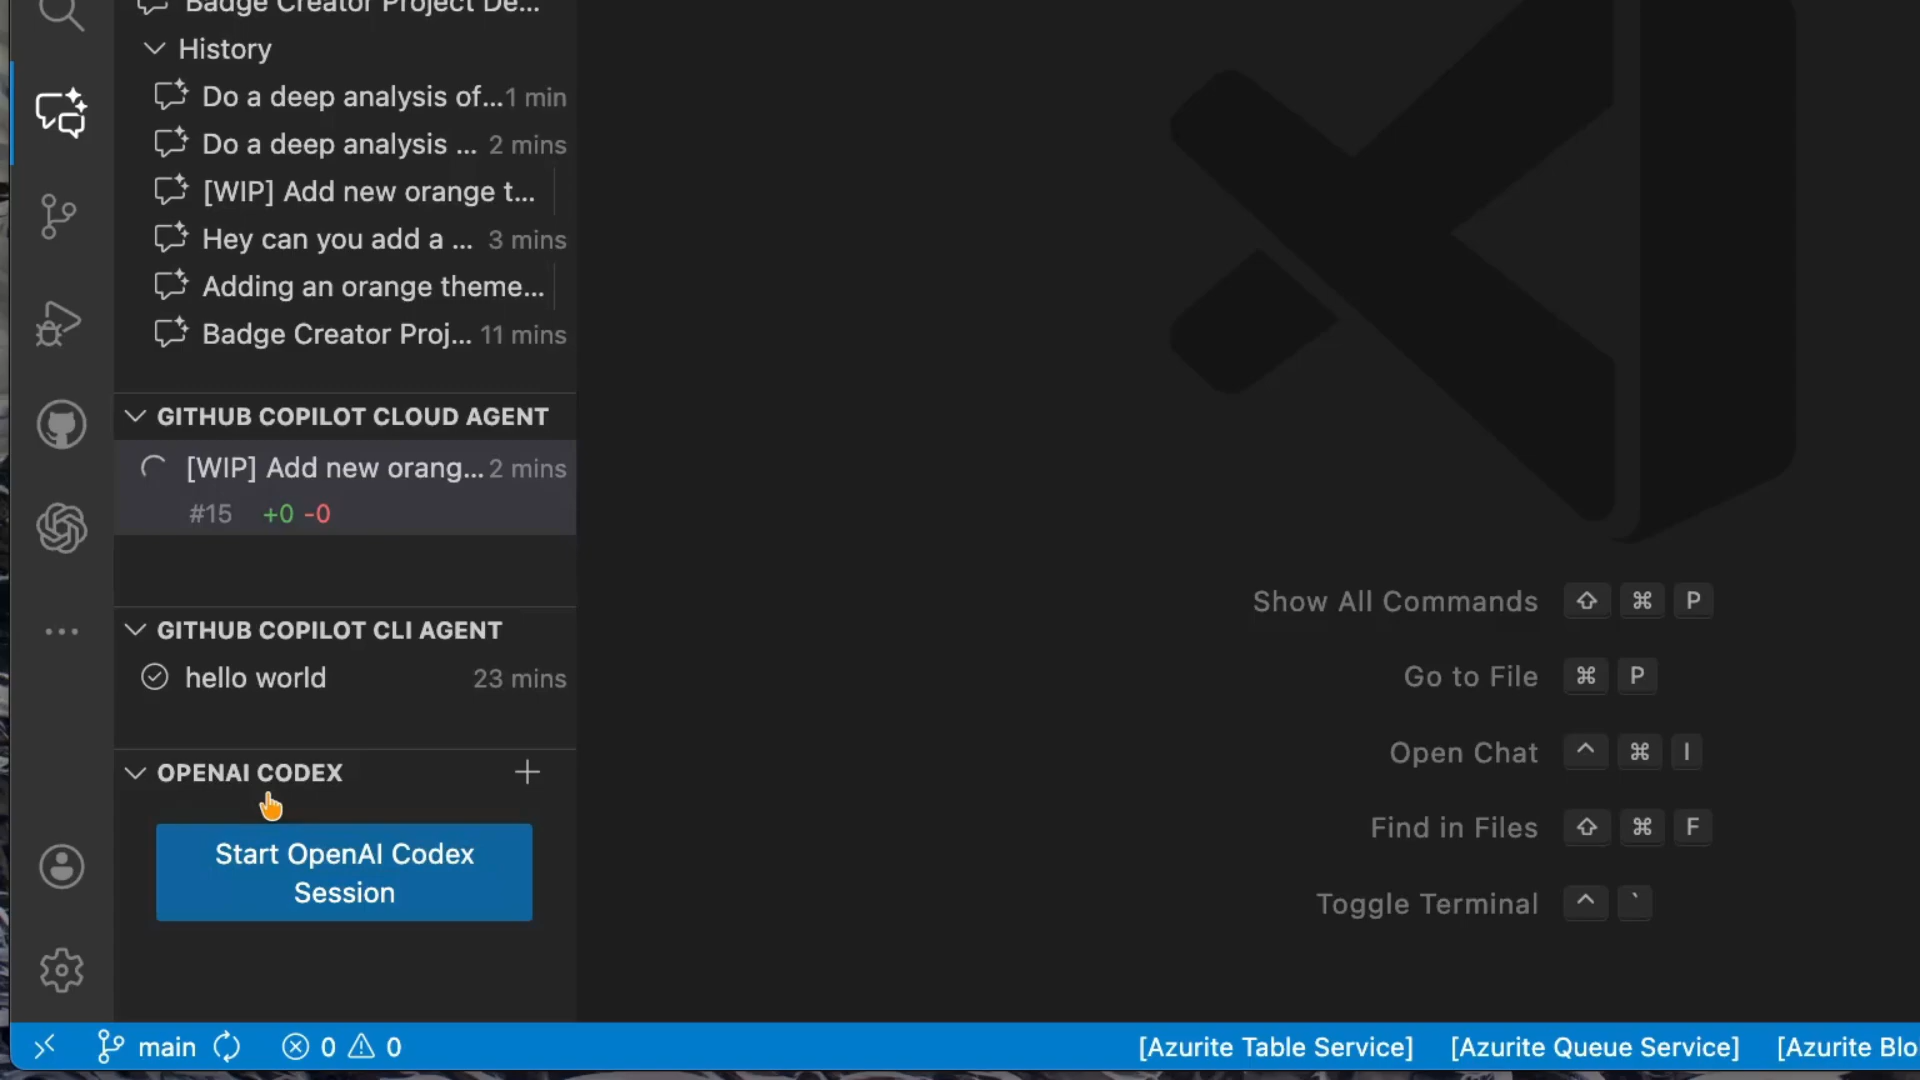 Badge Creator Project De...
History
Do a deep analysis of... 1 min
Do a deep analysis ... 2 mins
[WIP] Add new orange t...
Hey can you add a ... 3 mins
Adding an orange theme...
Badge Creator Proj... 11 mins
GITHUB COPILOT CLOUD AGENT
[WIP] Add new orang... 2 mins
#15 +0 -0
GITHUB COPILOT CLI AGENT
hello world 23 mins
OPENAI CODEX
Start OpenAI Codex
Session
Show All Commands ⇧ ⌘ P
Go to File ⌘ P
Open Chat ^ ⌘ I
Find in Files ⇧ ⌘ F
Toggle Terminal ^ `
main 0 0 [Azurite Table Service] [Azurite Queue Service] [Azurite Blo